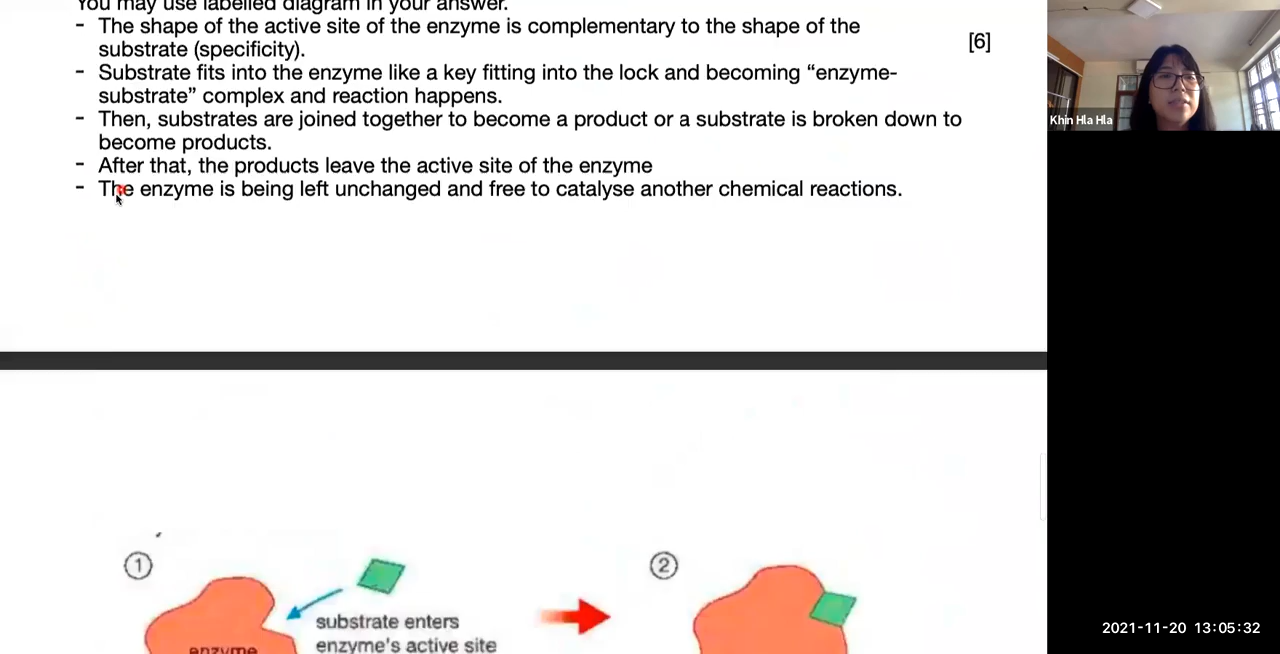 You may use labelled diagram in your answer.
- The shape of the active site of the enzyme is complementary to the shape of the
substrate (specificity).
[6]
- Substrate fits into the enzyme like a key fitting into the lock and becoming “enzyme-
substrate” complex and reaction happens.
- Then, substrates are joined together to become a product or a substrate is broken down to
become products.
- After that, the products leave the active site of the enzyme
- The enzyme is being left unchanged and free to catalyse another chemical reactions.
Khin Hla Hla
1
2
substrate enters
enzyme's active site
enzyme
2021-11-20 13:05:32